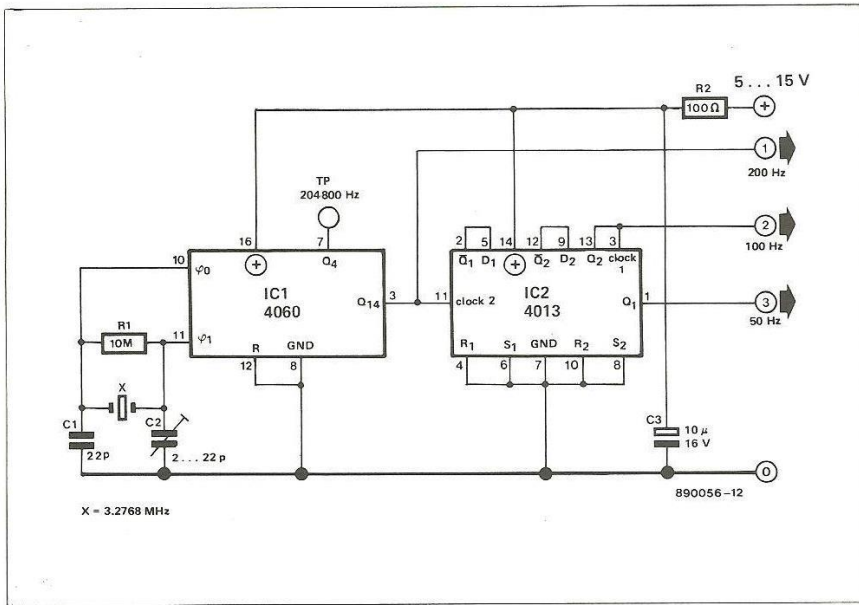 5 . . . 15 V
R2
100Ω
+
1
200 Hz
TP
204800 Hz
16
7
+
Q4
10
φ0
IC1
4060
Q14
3
R1
10M
11
φ1
R
GND
12
8
X
C1
22p
C2
2 . . . 22 p
2
5
14
12
9
13
3
Q̅1
D1
+
Q̅2
D2
Q2
clock
1
11
clock 2
IC2
4013
Q1
1
R1
S1
GND
R2
S2
4
6
7
10
8
2
100 Hz
3
50 Hz
C3
10 μ
16 V
0
890056-12
X = 3.2768 MHz